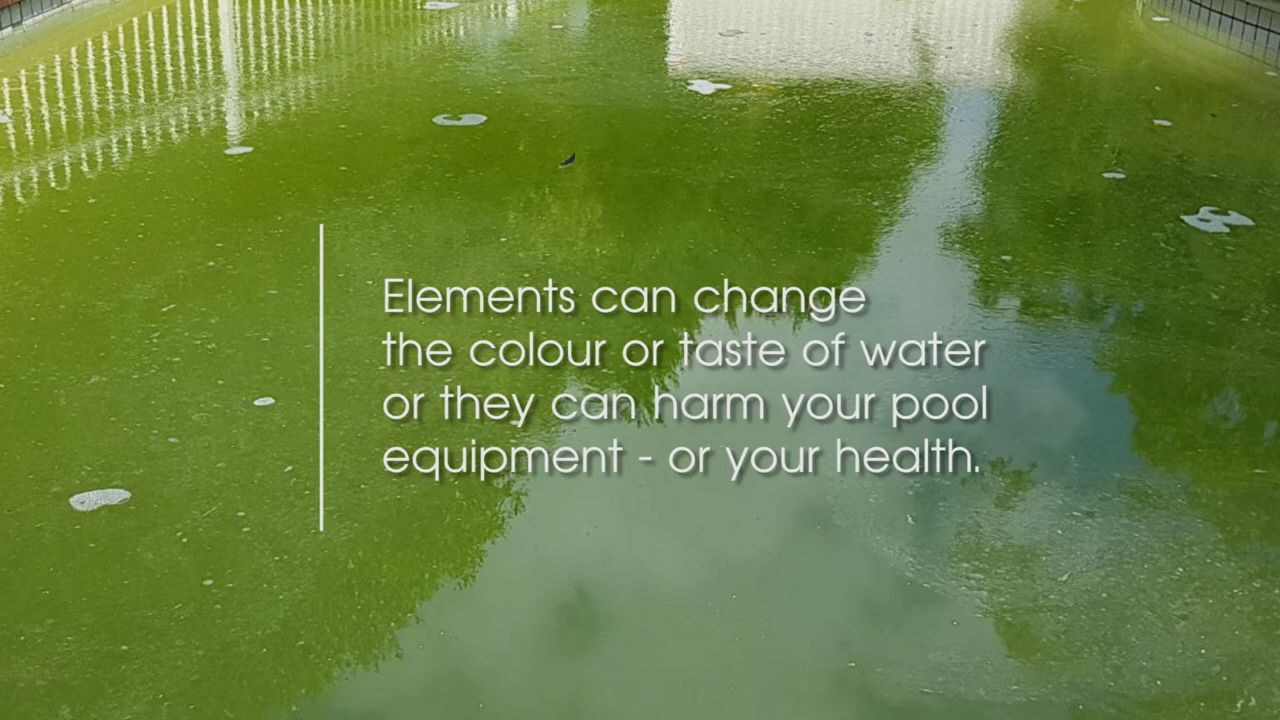 Elements can change
the colour or taste of water
or they can harm your pool
equipment - or your health.